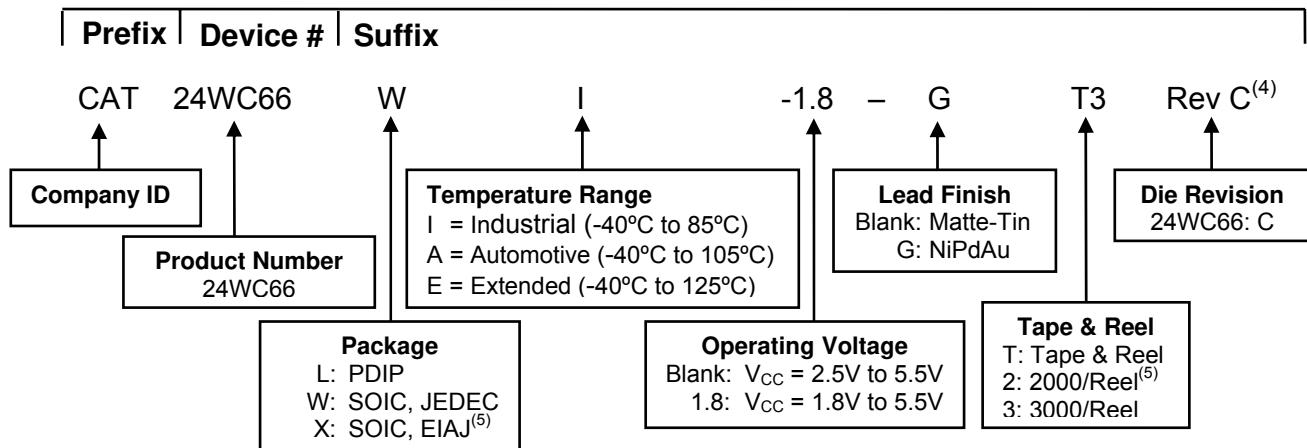 Prefix Device # Suffix
CAT 24WC66 W I -1.8 – G T3 Rev C(4)
Company ID
Product Number
24WC66
Package
L: PDIP
W: SOIC, JEDEC
X: SOIC, EIAJ(5)
Temperature Range
I = Industrial (-40ºC to 85ºC)
A = Automotive (-40ºC to 105ºC)
E = Extended (-40ºC to 125ºC)
Operating Voltage
Blank: VCC = 2.5V to 5.5V
1.8: VCC = 1.8V to 5.5V
Lead Finish
Blank: Matte-Tin
G: NiPdAu
Tape & Reel
T: Tape & Reel
2: 2000/Reel(5)
3: 3000/Reel
Die Revision
24WC66: C